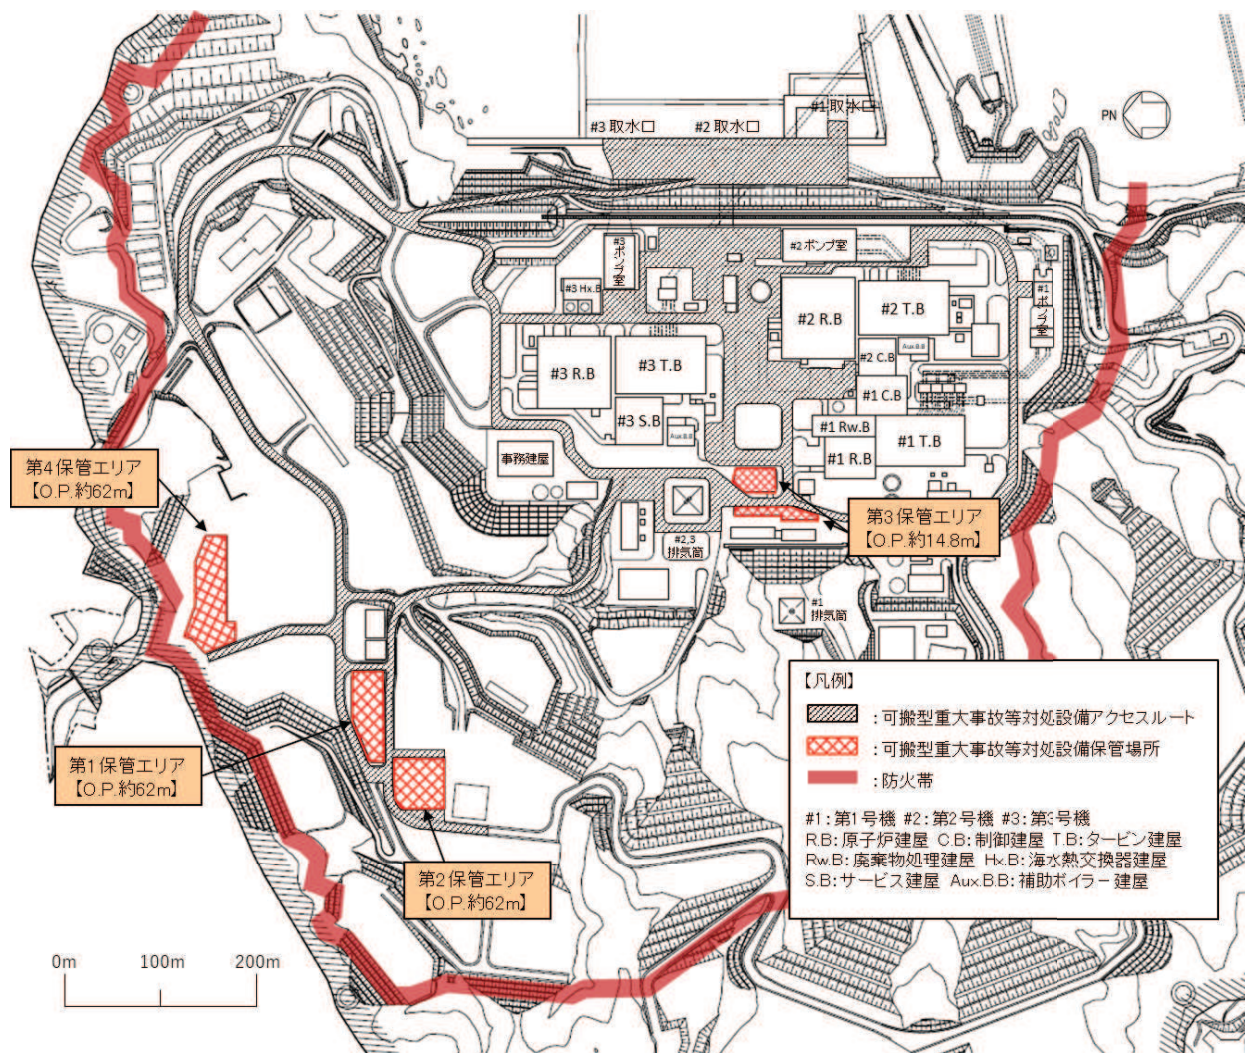 #1 取水口
#3 取水口
#2 取水口
PN
#3 ポンプ室
#2 ポンプ室
#3 Hx.B
#1 ポンプ室
#2 R.B
#2 T.B
#3 R.B
#3 T.B
#2 C.B
Aux.B.B
#1 C.B
#3 S.B
Aux.B.B
#1 Rw.B
#1 T.B
#1 R.B
事務建屋
第4保管エリア
【O.P.約62m】
第3保管エリア
【O.P.約14.8m】
#2,3
排気筒
#1
排気筒
第1保管エリア
【O.P.約62m】
第2保管エリア
【O.P.約62m】
【凡例】
:可搬型重大事故等対処設備アクセスルート
:可搬型重大事故等対処設備保管場所
:防火帯
#1:第1号機 #2:第2号機 #3:第3号機
R.B:原子炉建屋 C.B:制御建屋 T.B:タービン建屋
Rw.B:廃棄物処理建屋 Hx.B:海水熱交換器建屋
S.B:サービス建屋 Aux.B.B:補助ボイラー建屋
0m 100m 200m